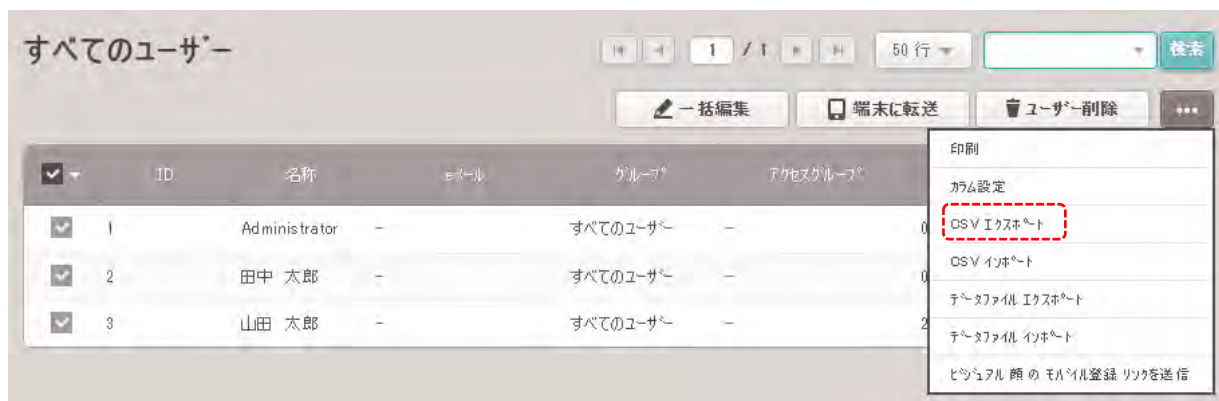 すべてのユーザー
1 / 1 50 行 検索
一括編集 端末に転送 ユーザー削除 ...
ID 名称 eメール グループ アクセスグループ
1 Administrator - すべてのユーザー - 0
2 田中 太郎 - すべてのユーザー - 0
3 山田 太郎 - すべてのユーザー - 2
印刷
カラム設定
CSV エクスポート
CSV インポート
データファイル エクスポート
データファイル インポート
ビジュアル 顔 の モバイル登録 リンクを送信